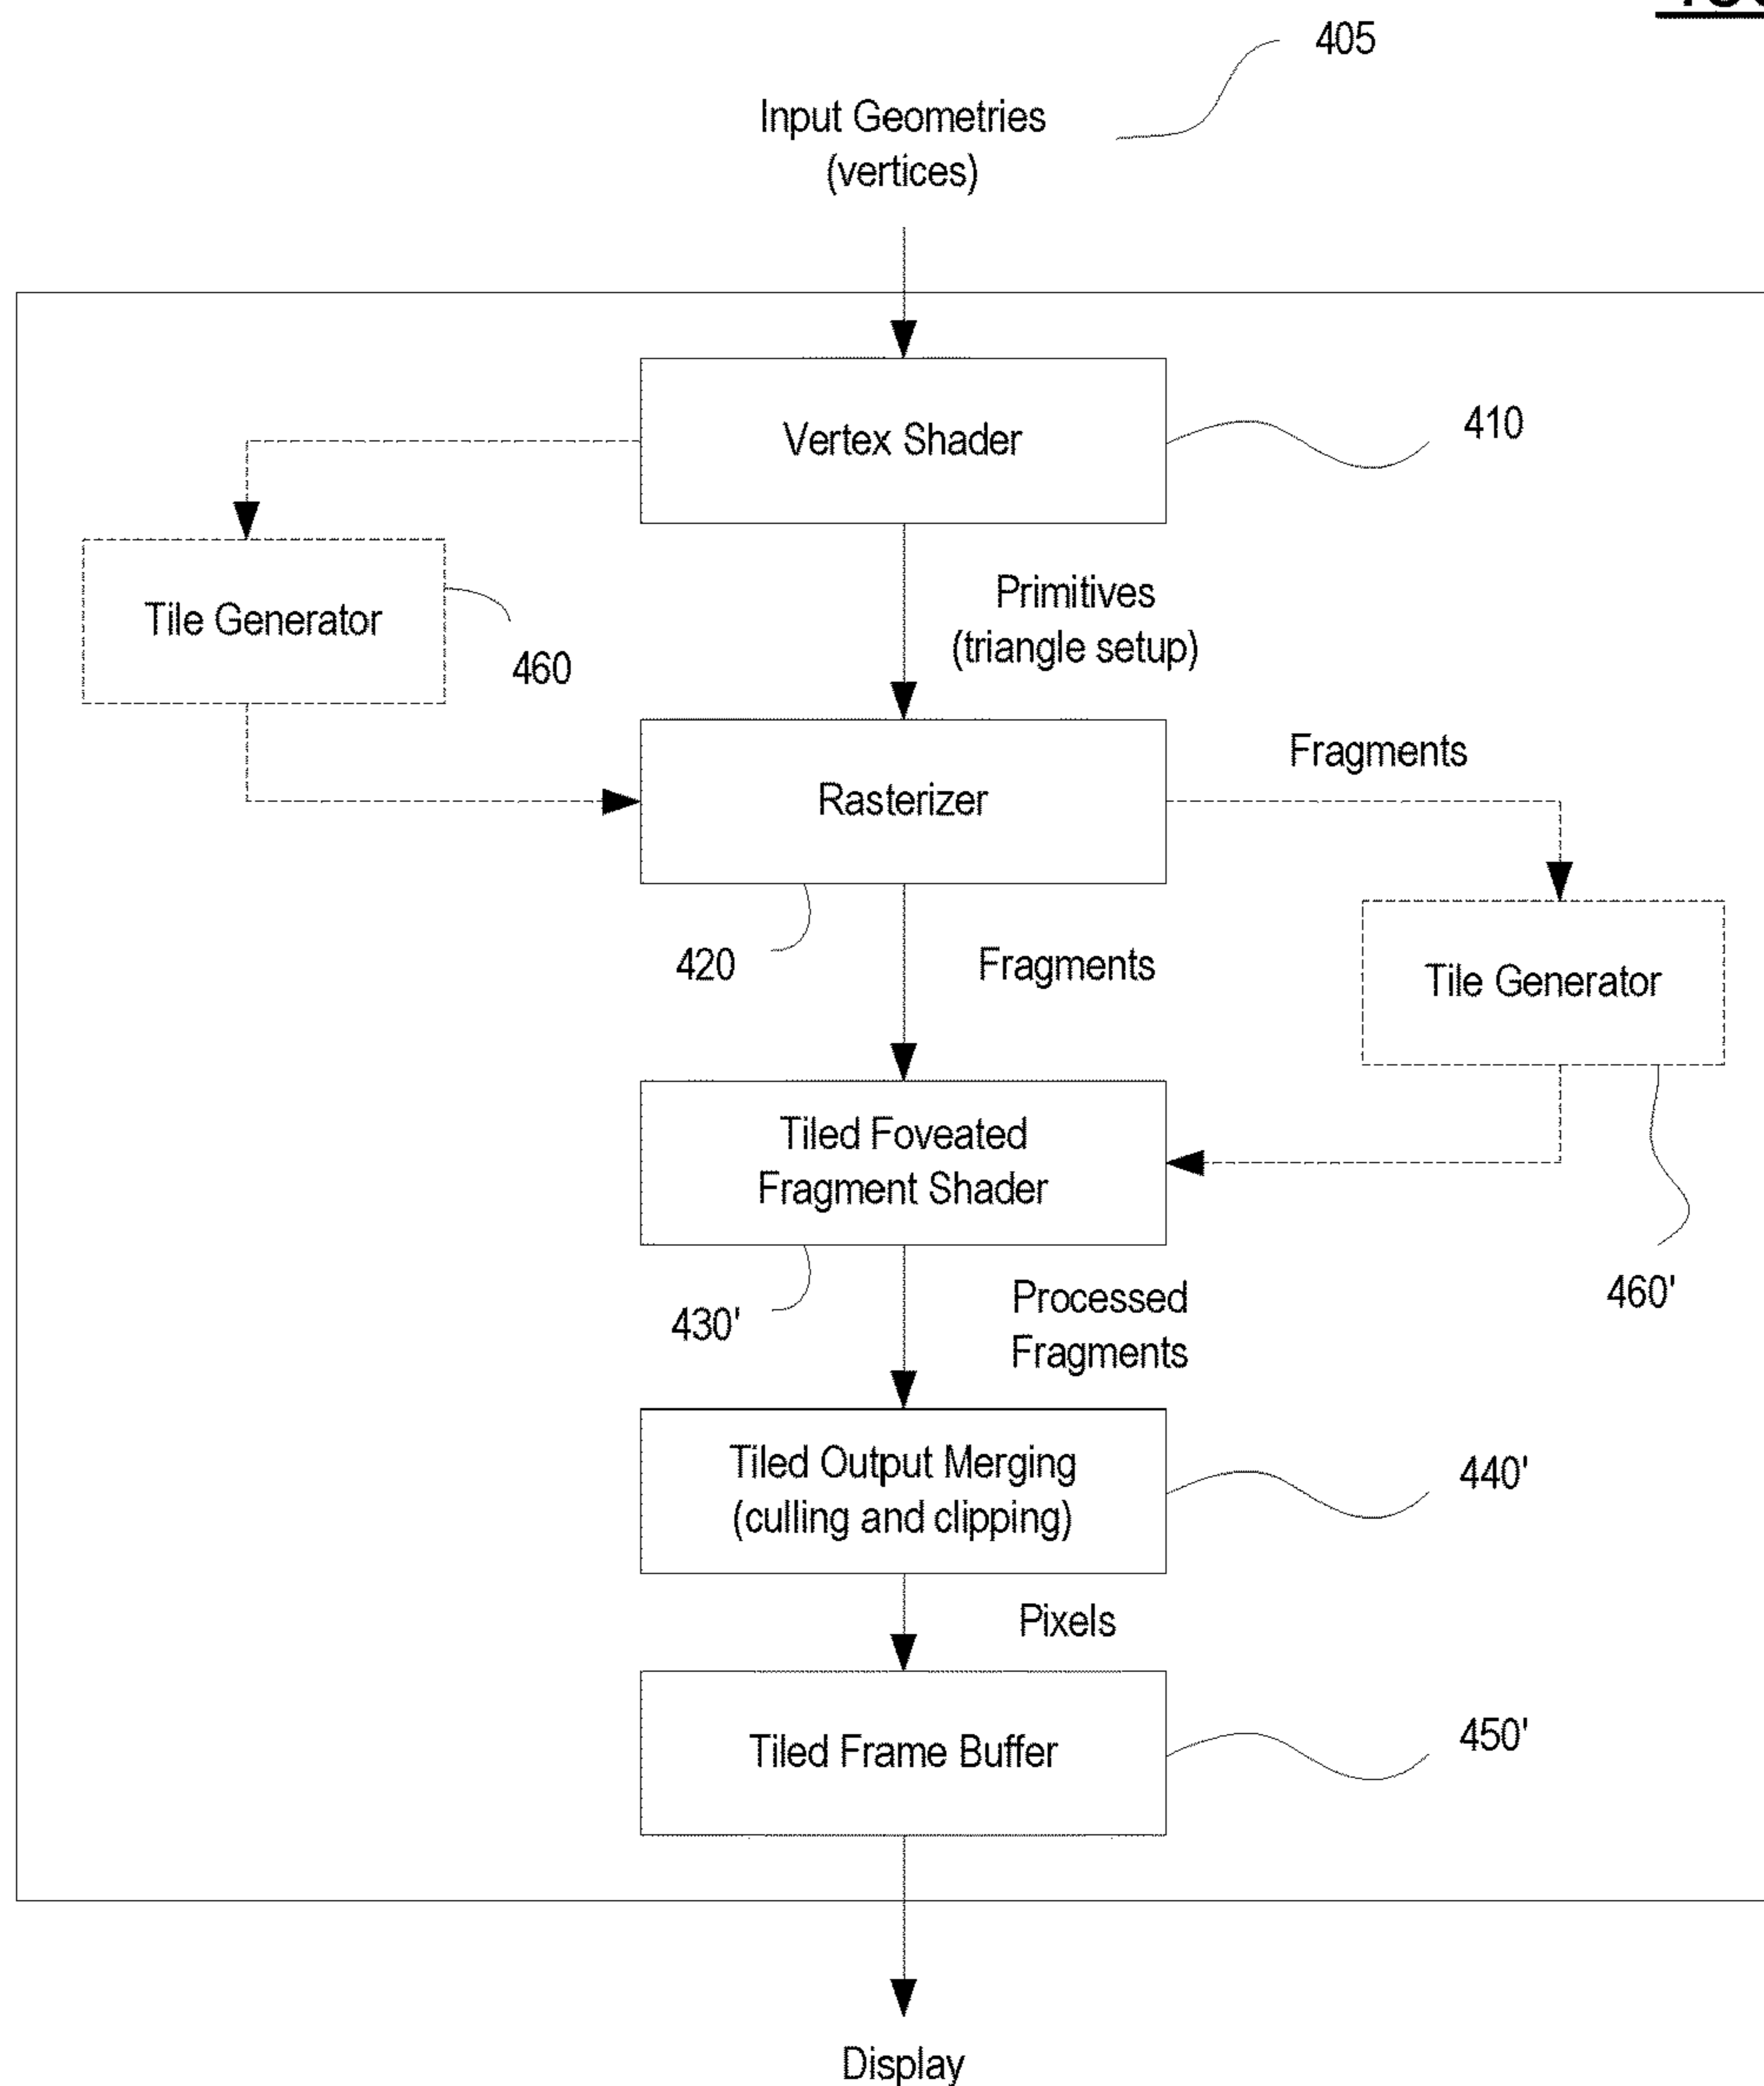 405
Input Geometries
(vertices)
Vertex Shader
410
Tile Generator
460
Primitives
(triangle setup)
Rasterizer
Fragments
420
Fragments
Tile Generator
Tiled Foveated
Fragment Shader
430'
Processed
Fragments
460'
Tiled Output Merging
(culling and clipping)
440'
Pixels
Tiled Frame Buffer
450'
Display